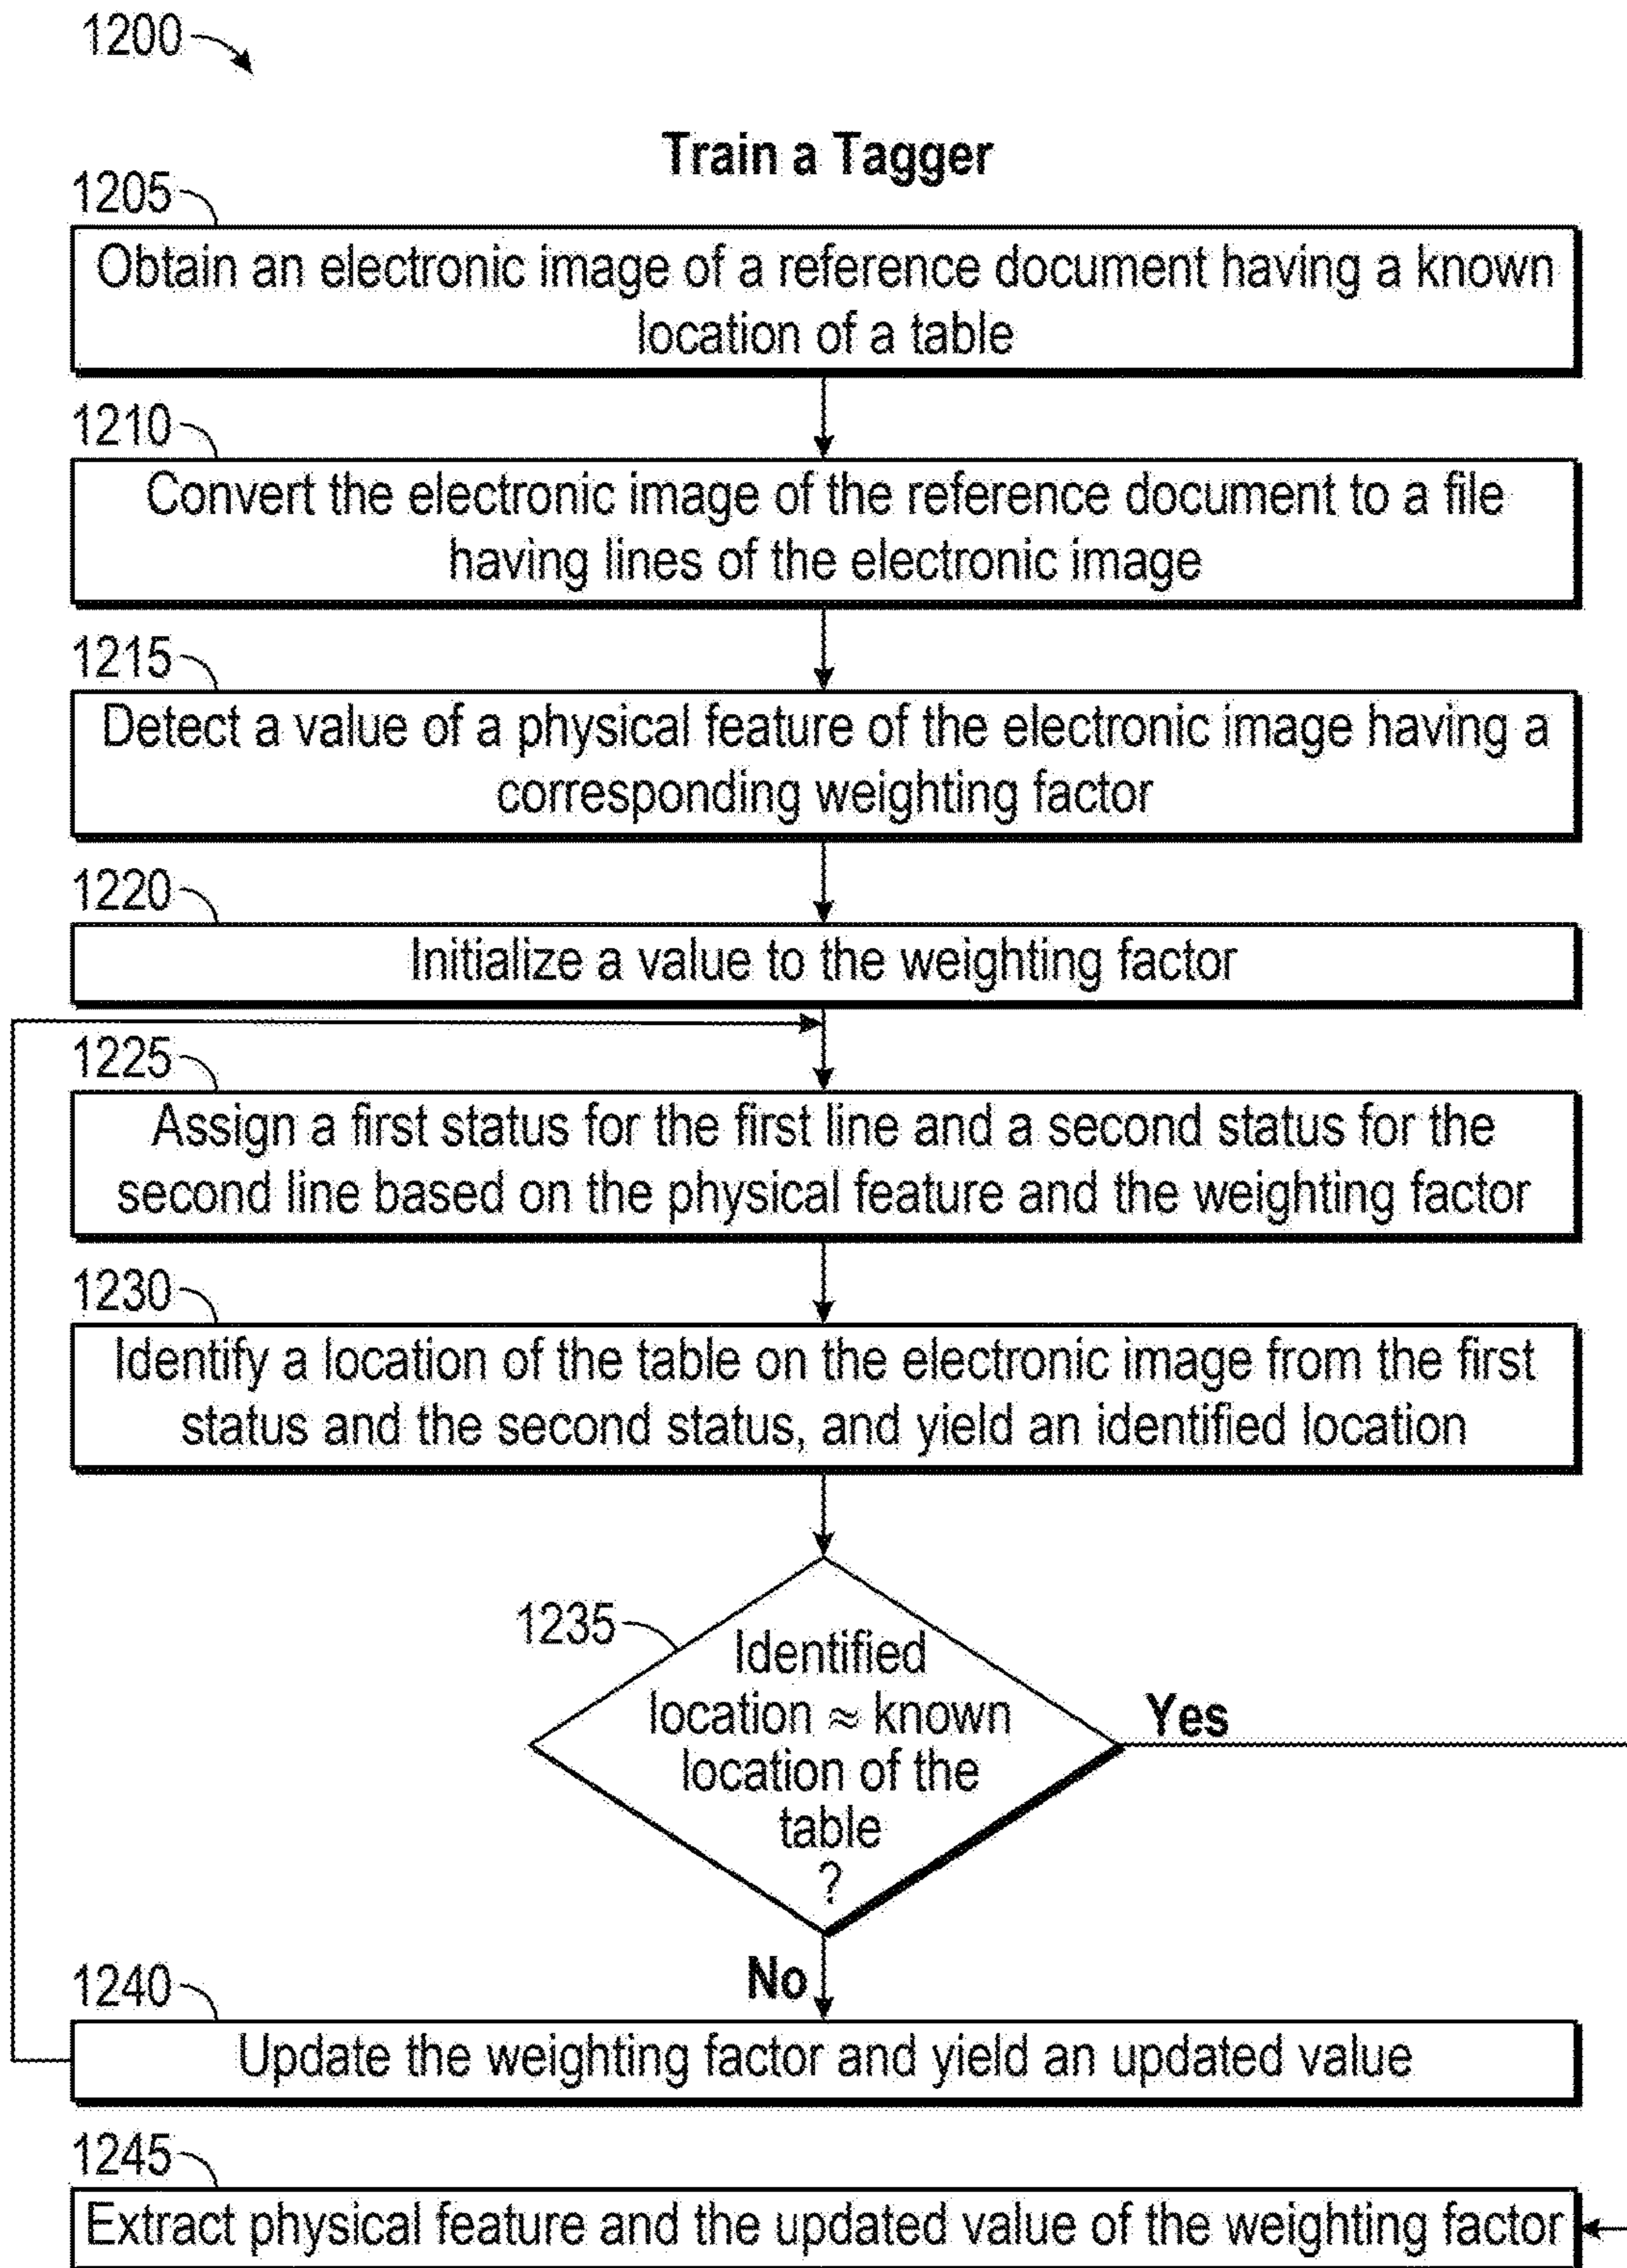 1200
Train a Tagger
1205
Obtain an electronic image of a reference document having a known
location of a table
1210
Convert the electronic image of the reference document to a file
having lines of the electronic image
1215
Detect a value of a physical feature of the electronic image having a
corresponding weighting factor
1220
Initialize a value to the weighting factor
1225
Assign a first status for the first line and a second status for the
second line based on the physical feature and the weighting factor
1230
Identify a location of the table on the electronic image from the first
status and the second status, and yield an identified location
1235
Identified
location ≈ known
location of the
table
?
Yes
No
1240
Update the weighting factor and yield an updated value
1245
Extract physical feature and the updated value of the weighting factor